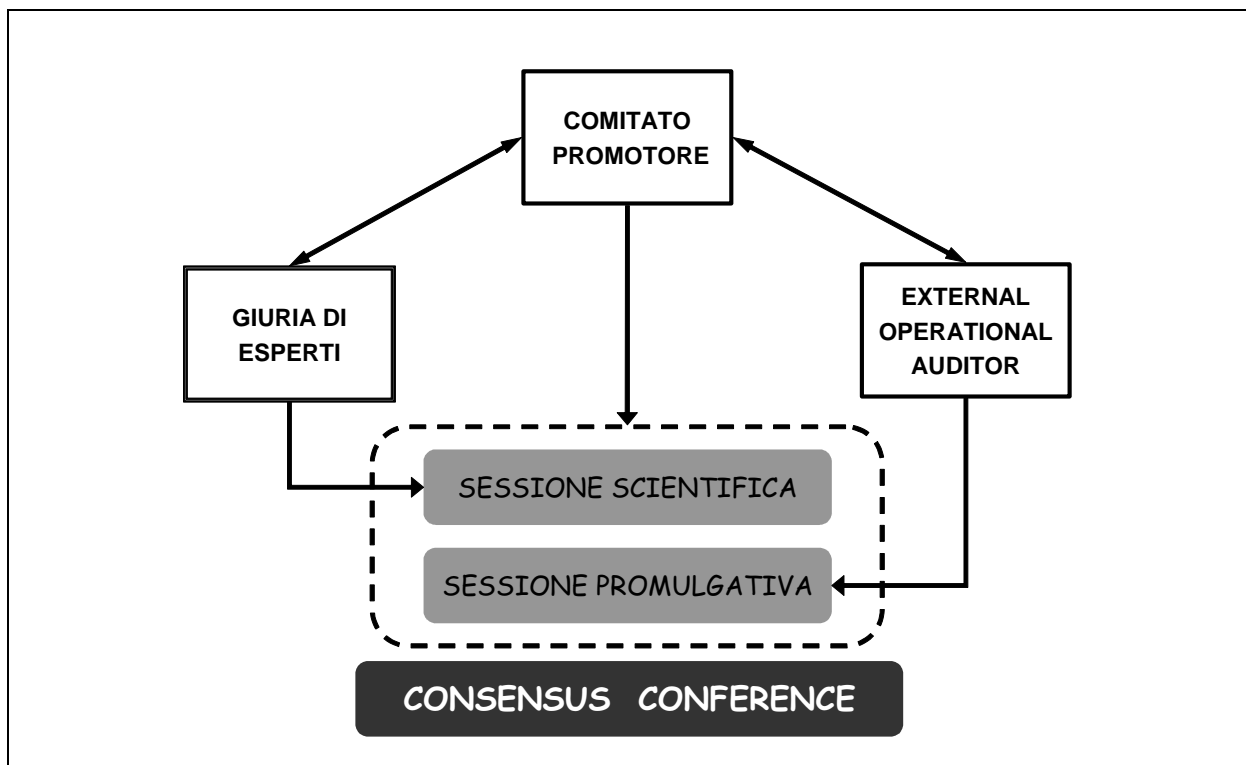 COMITATO
PROMOTORE
GIURIA DI
ESPERTI
EXTERNAL
OPERATIONAL
AUDITOR
SESSIONE SCIENTIFICA
SESSIONE PROMULGATIVA
CONSENSUS CONFERENCE